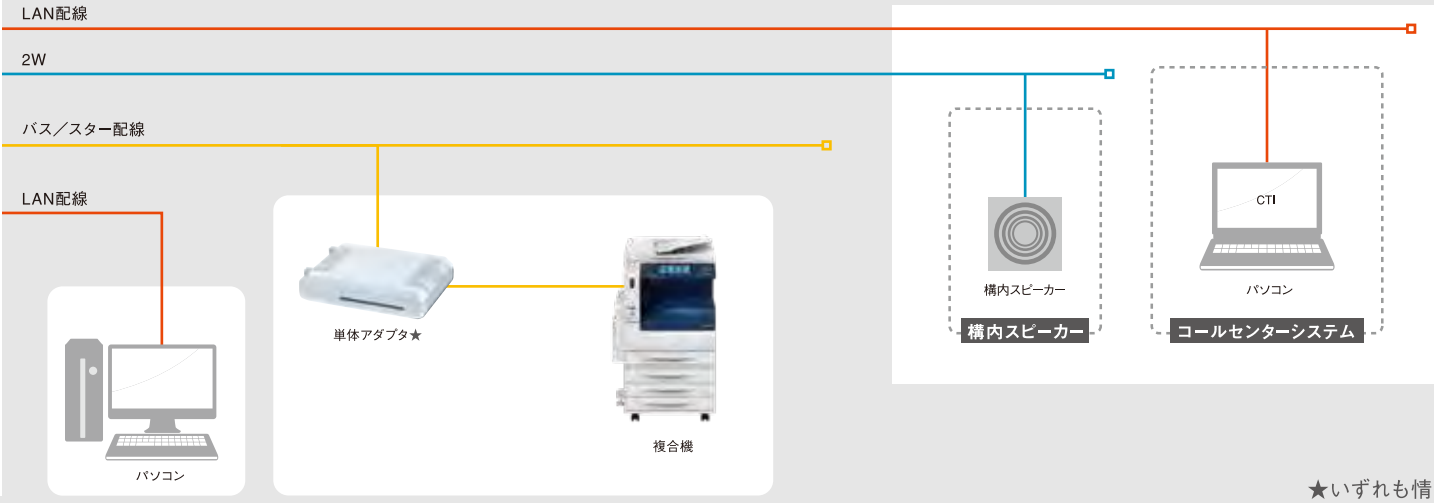 LAN配線
2W
バス／スター配線
LAN配線
CTI
構内スピーカー
パソコン
単体アダプタ★
構内スピーカー
コールセンターシステム
複合機
パソコン
★いずれも情